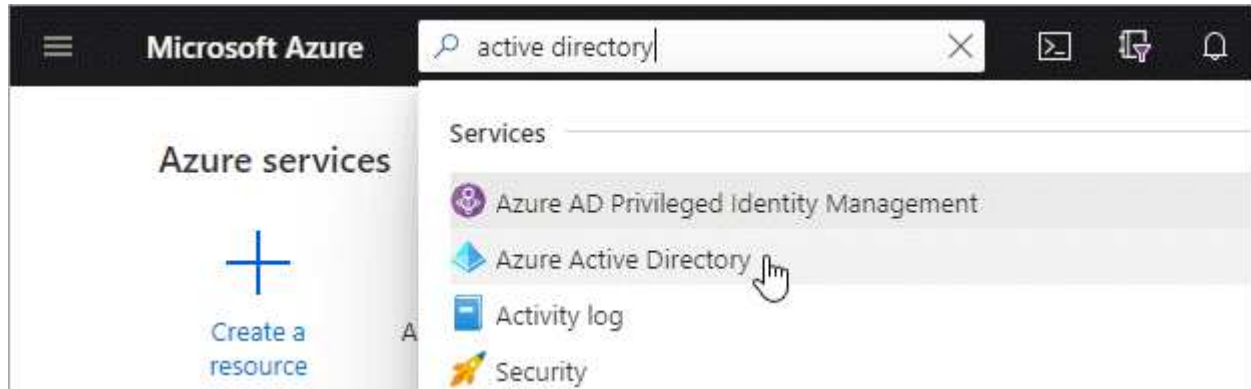 Microsoft Azure
active directory
Services
Azure services
Azure AD Privileged Identity Management
Azure Active Directory
Activity log
Security
Create a
resource
A